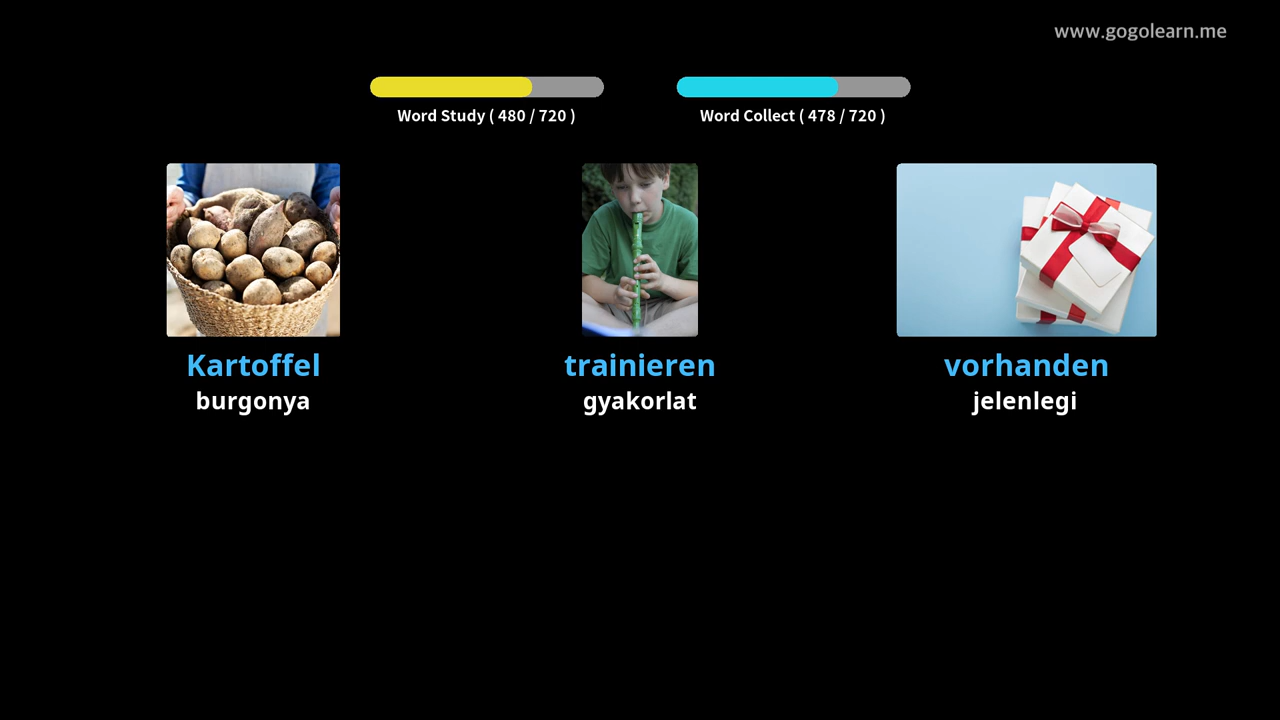 www.gogolearn.me
Word Study ( 480 / 720 )
Word Collect ( 478 / 720 )
Kartoffel
burgonya
trainieren
gyakorlat
vorhanden
jelenlegi